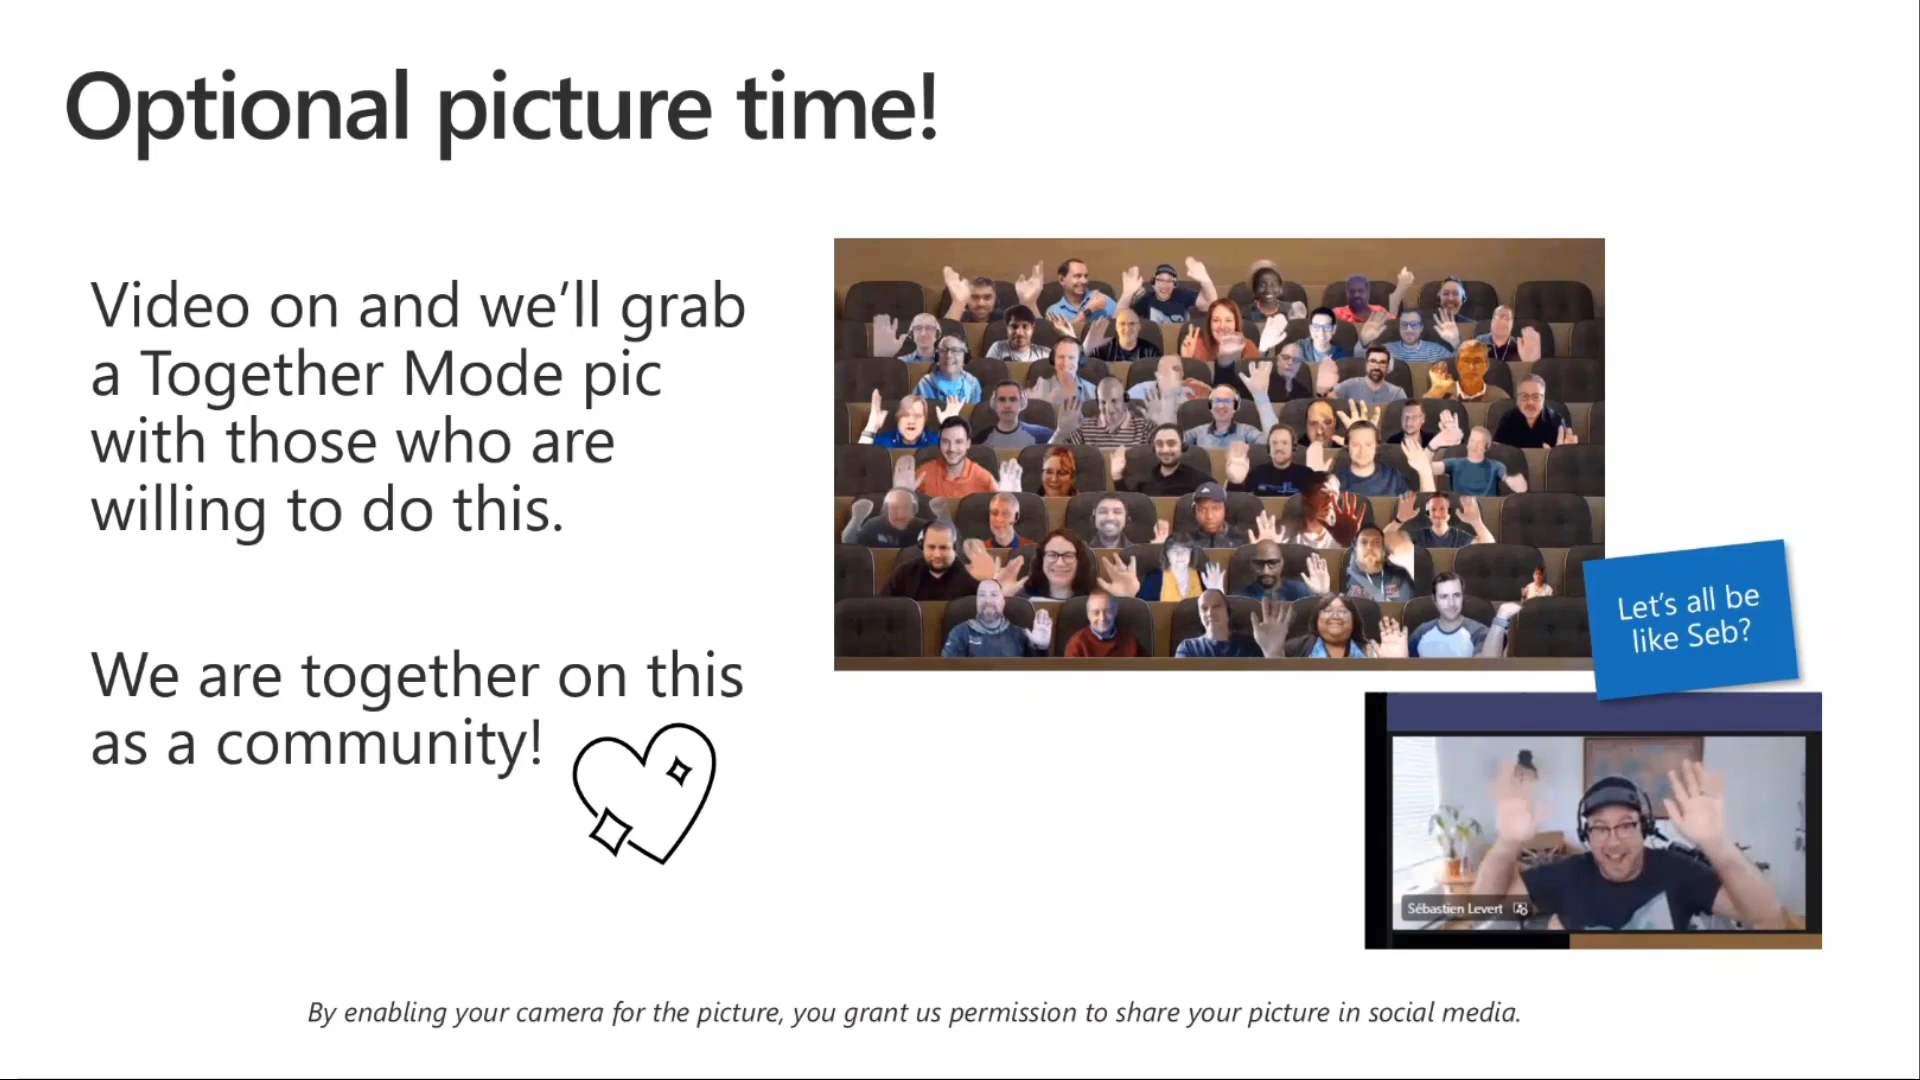 Optional picture time!
Video on and we’ll grab
a Together Mode pic
with those who are
willing to do this.
We are together on this
as a community!
Let’s all be
like Seb?
Sébastien Levert
By enabling your camera for the picture, you grant us permission to share your picture in social media.